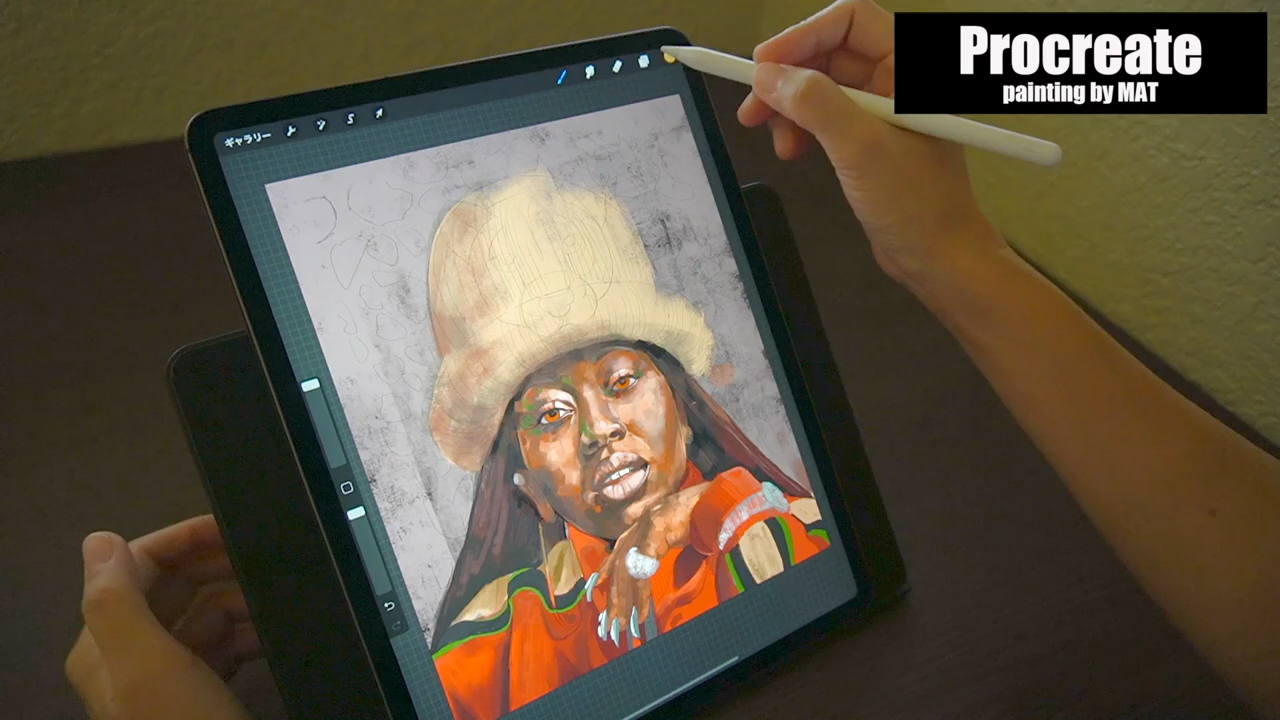 Procreate
painting by MAT
ギャラリー